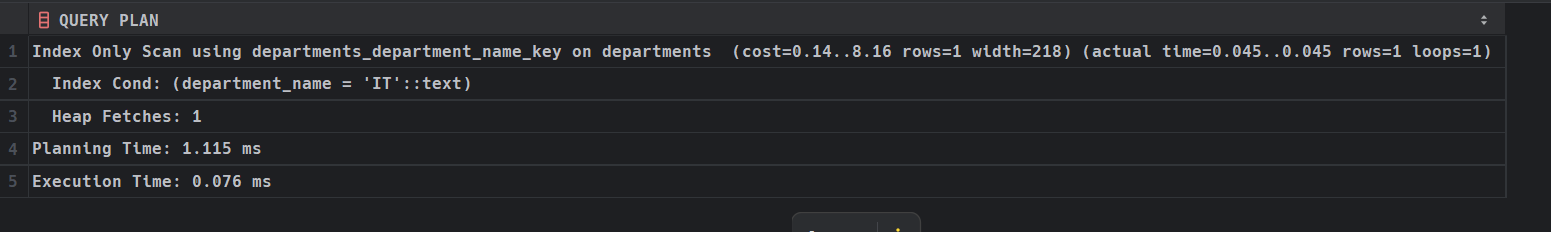 QUERY PLAN
1 Index Only Scan using departments_department_name_key on departments  (cost=0.14..8.16 rows=1 width=218) (actual time=0.045..0.045 rows=1 loops=1)
2   Index Cond: (department_name = 'IT'::text)
3   Heap Fetches: 1
4 Planning Time: 1.115 ms
5 Execution Time: 0.076 ms